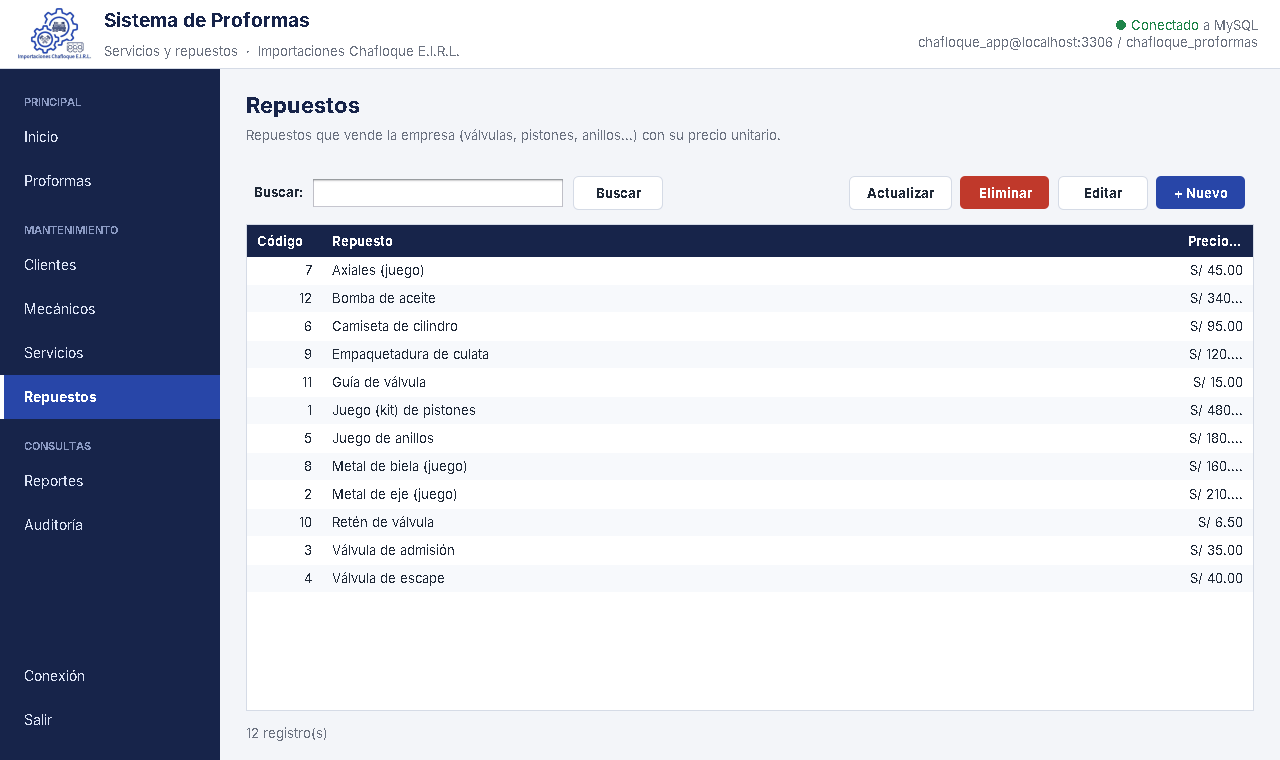 Importaciones Chafloque E.I.R.L.
Sistema de Proformas
Servicios y repuestos · Importaciones Chafloque E.I.R.L.
Conectado a MySQL
chafloque_app@localhost:3306 / chafloque_proformas
PRINCIPAL
Inicio
Proformas
MANTENIMIENTO
Clientes
Mecánicos
Servicios
Repuestos
CONSULTAS
Reportes
Auditoría
Conexión
Salir
Repuestos
Repuestos que vende la empresa (válvulas, pistones, anillos...) con su precio unitario.
Buscar: Buscar Actualizar Eliminar Editar + Nuevo
Código Repuesto Precio...
7 Axiales (juego) S/ 45.00
12 Bomba de aceite S/ 340...
6 Camiseta de cilindro S/ 95.00
9 Empaquetadura de culata S/ 120....
11 Guía de válvula S/ 15.00
1 Juego (kit) de pistones S/ 480...
5 Juego de anillos S/ 180....
8 Metal de biela (juego) S/ 160....
2 Metal de eje (juego) S/ 210....
10 Retén de válvula S/ 6.50
3 Válvula de admisión S/ 35.00
4 Válvula de escape S/ 40.00
12 registro(s)